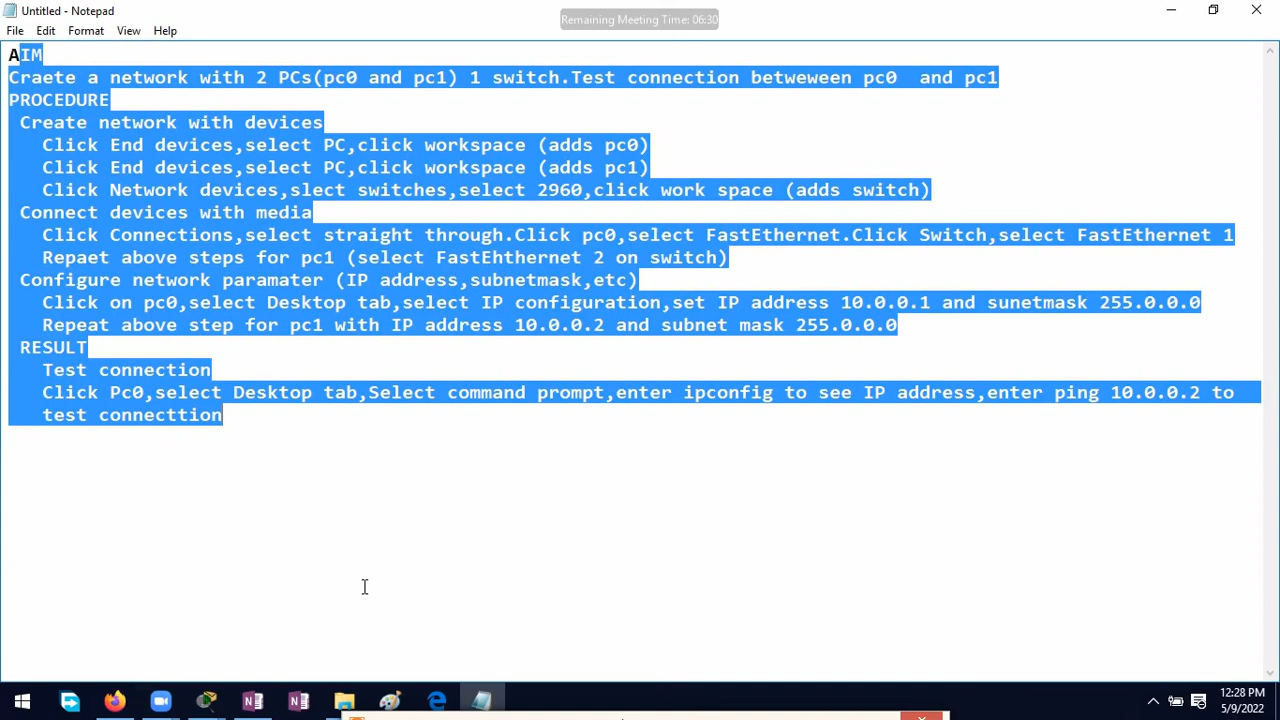 Untitled - Notepad
Remaining Meeting Time: 06:30
File Edit Format View Help
AIM
Craete a network with 2 PCs(pc0 and pc1) 1 switch.Test connection betweween pc0  and pc1
PROCEDURE
Create network with devices
Click End devices,select PC,click workspace (adds pc0)
Click End devices,select PC,click workspace (adds pc1)
Click Network devices,slect switches,select 2960,click work space (adds switch)
Connect devices with media
Click Connections,select straight through.Click pc0,select FastEthernet.Click Switch,select FastEthernet 1
Repaet above steps for pc1 (select FastEhthernet 2 on switch)
Configure network paramater (IP address,subnetmask,etc)
Click on pc0,select Desktop tab,select IP configuration,set IP address 10.0.0.1 and sunetmask 255.0.0.0
Repeat above step for pc1 with IP address 10.0.0.2 and subnet mask 255.0.0.0
RESULT
Test connection
Click Pc0,select Desktop tab,Select command prompt,enter ipconfig to see IP address,enter ping 10.0.0.2 to
test connecttion
12:28 PM
5/9/2022